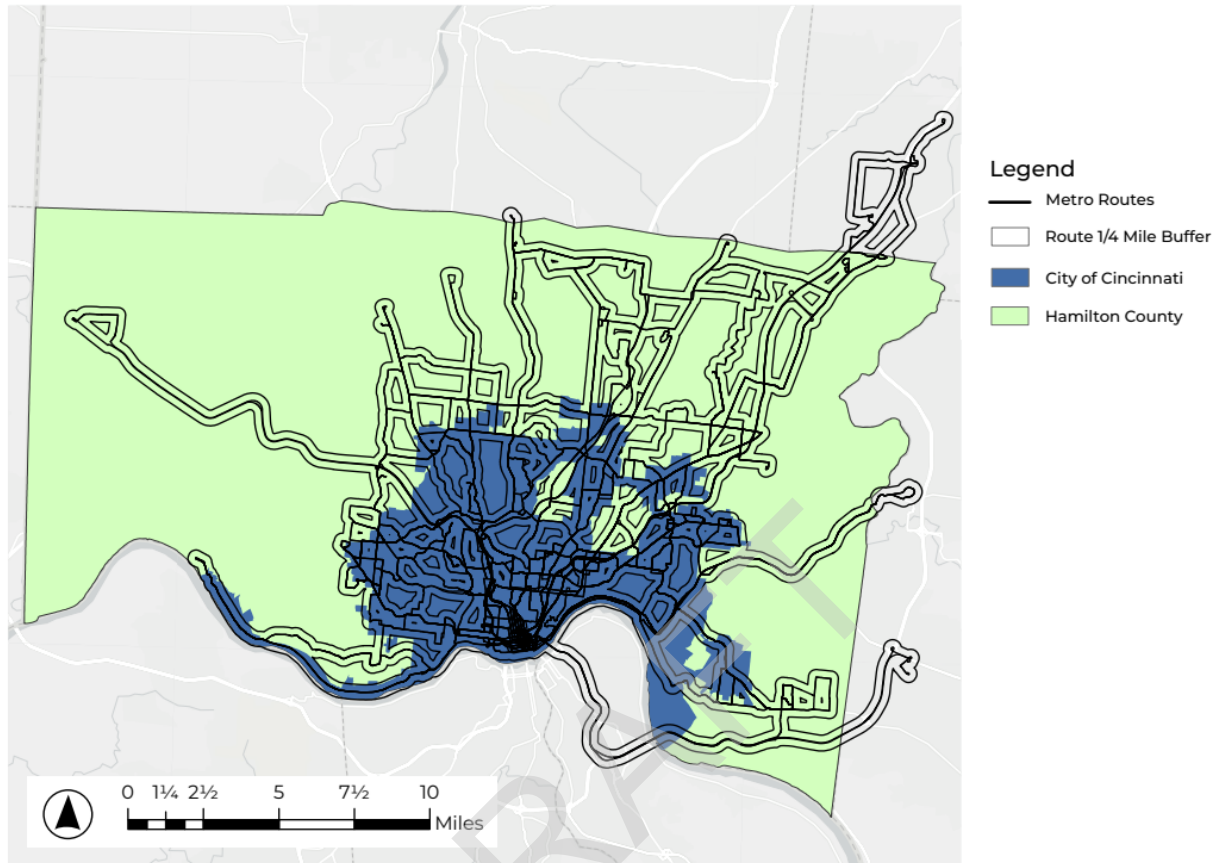 Legend
Metro Routes
Route 1/4 Mile Buffer
City of Cincinnati
Hamilton County
0 1¼ 2½ 5 7½ 10
Miles
DRAFT